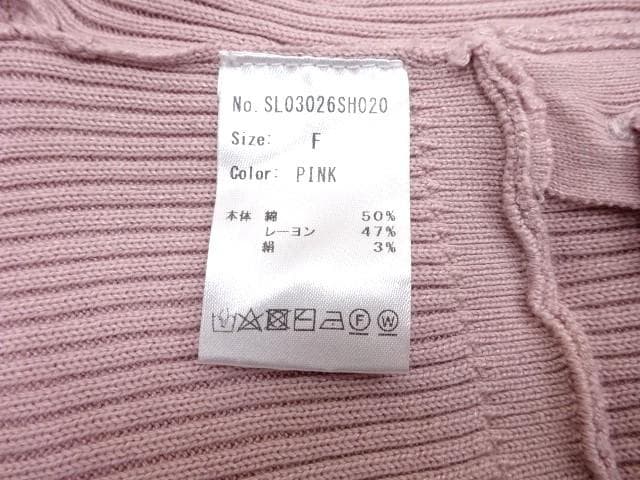 No. SL03026SH020
Size: F
Color: PINK
本体 綿 50%
レーヨン 47%
絹 3%
F W